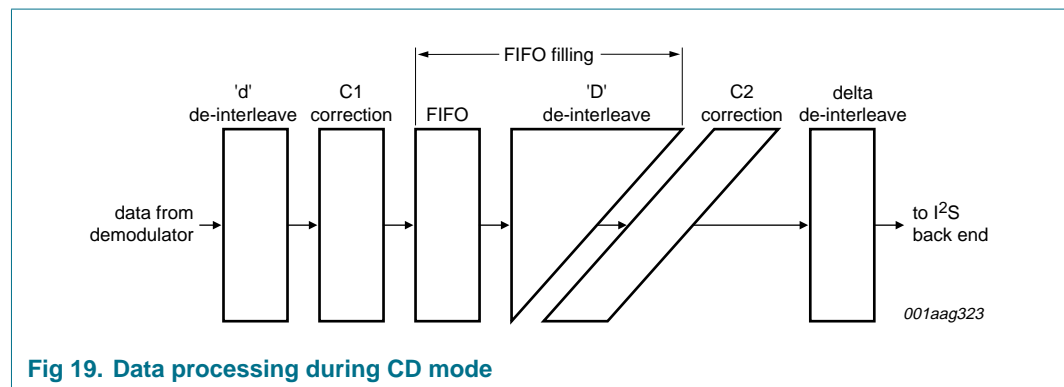 FIFO filling
'd'
de-interleave
C1
correction
FIFO
'D'
de-interleave
C2
correction
delta
de-interleave
data from
demodulator
to I²S
back end
001aag323
Fig 19. Data processing during CD mode